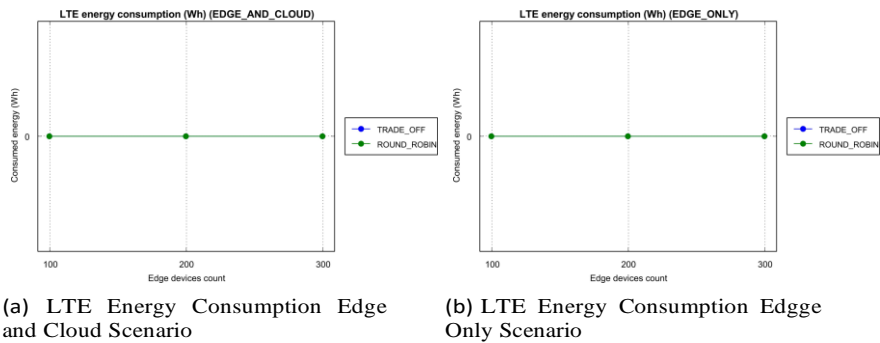 LTE energy consumption (Wh) (EDGE_AND_CLOUD)
Consumed energy (Wh)
0
100 200 300
Edge devices count
TRADE_OFF
ROUND_ROBIN
(a) LTE Energy Consumption Edge
and Cloud Scenario
LTE energy consumption (Wh) (EDGE_ONLY)
Consumed energy (Wh)
0
100 200 300
Edge devices count
TRADE_OFF
ROUND_ROBIN
(b) LTE Energy Consumption Edgge
Only Scenario